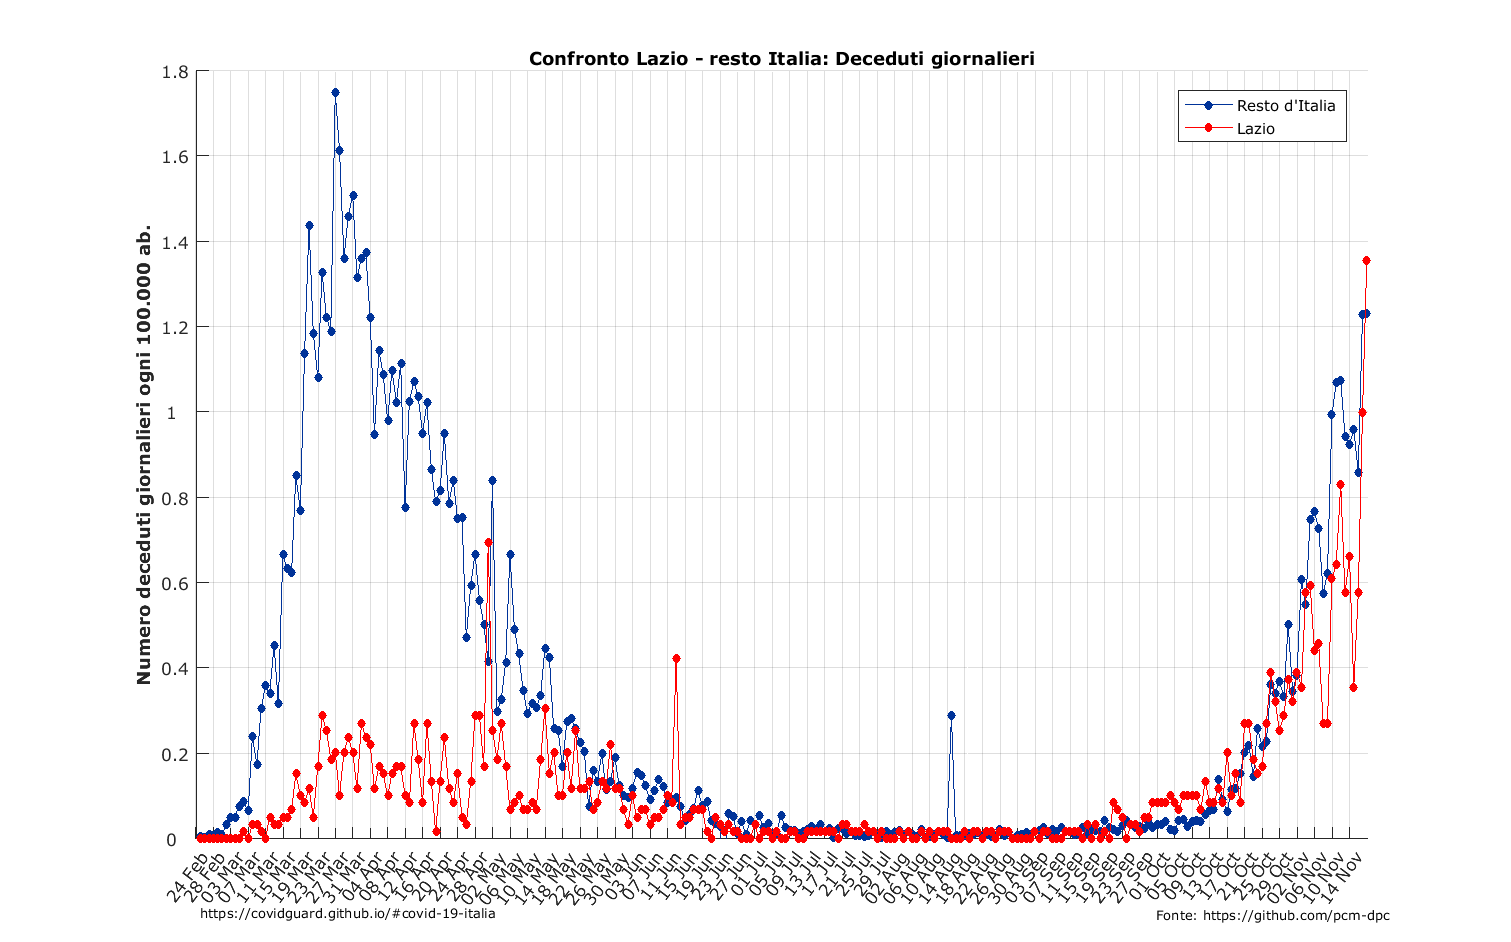 Confronto Lazio - resto Italia: Deceduti giornalieri
Resto d'Italia
Lazio
Numero deceduti giornalieri ogni 100.000 ab.
1.8
1.6
1.4
1.2
1
0.8
0.6
0.4
0.2
0
24 Feb
28 Feb
03 Mar
07 Mar
11 Mar
15 Mar
19 Mar
23 Mar
27 Mar
31 Mar
04 Apr
08 Apr
12 Apr
16 Apr
20 Apr
24 Apr
28 Apr
02 May
06 May
10 May
14 May
18 May
22 May
26 May
30 May
03 Jun
07 Jun
11 Jun
15 Jun
19 Jun
23 Jun
27 Jun
01 Jul
05 Jul
09 Jul
13 Jul
17 Jul
21 Jul
25 Jul
29 Jul
02 Aug
06 Aug
10 Aug
14 Aug
18 Aug
22 Aug
26 Aug
30 Aug
03 Sep
07 Sep
11 Sep
15 Sep
19 Sep
23 Sep
27 Sep
01 Oct
05 Oct
09 Oct
13 Oct
17 Oct
21 Oct
25 Oct
29 Oct
02 Nov
06 Nov
10 Nov
14 Nov
https://covidguard.github.io/#covid-19-italia
Fonte: https://github.com/pcm-dpc